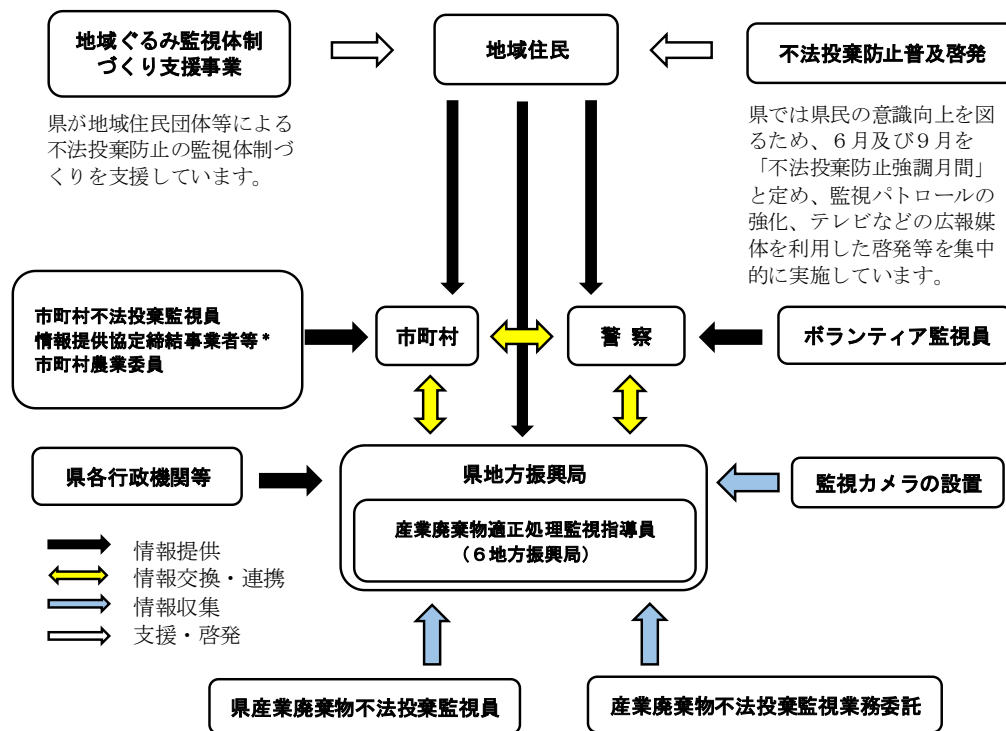 地域ぐるみ監視体制
づくり支援事業
地域住民
不法投棄防止普及啓発
県が地域住民団体等による
不法投棄防止の監視体制づ
くりを支援しています。
県では県民の意識向上を図
るため、６月及び９月を
「不法投棄防止強調月間」
と定め、監視パトロールの
強化、テレビなどの広報媒
体を利用した啓発等を集中
的に実施しています。
市町村不法投棄監視員
情報提供協定締結事業者等*
市町村農業委員
市町村
警 察
ボランティア監視員
県各行政機関等
県地方振興局
産業廃棄物適正処理監視指導員
（６地方振興局）
監視カメラの設置
情報提供
情報交換・連携
情報収集
支援・啓発
県産業廃棄物不法投棄監視員
産業廃棄物不法投棄監視業務委託